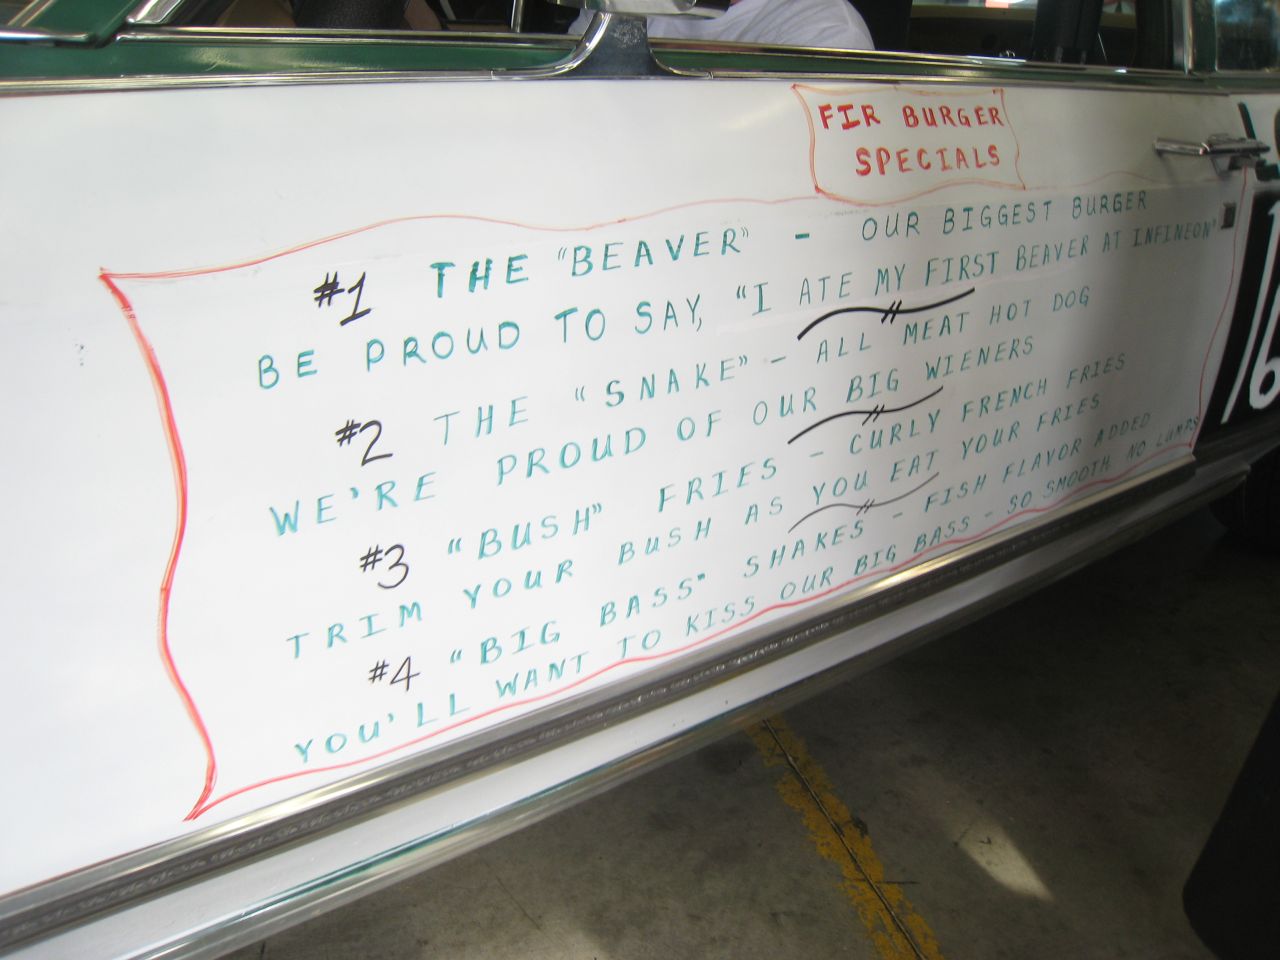 FIR BURGER
SPECIALS
#1 THE "BEAVER" - OUR BIGGEST BURGER
BE PROUD TO SAY, "I ATE MY FIRST BEAVER AT INFINEON"
#2 THE "SNAKE" - ALL MEAT HOT DOG
WE'RE PROUD OF OUR BIG WIENERS
#3 "BUSH" FRIES - CURLY FRENCH FRIES
TRIM YOUR BUSH AS YOU EAT YOUR FRIES
#4 "BIG BASS" SHAKES" - FISH FLAVOR ADDED
YOU'LL WANT TO KISS OUR BIG BASS - SO SMOOTH NO LUMPS
16